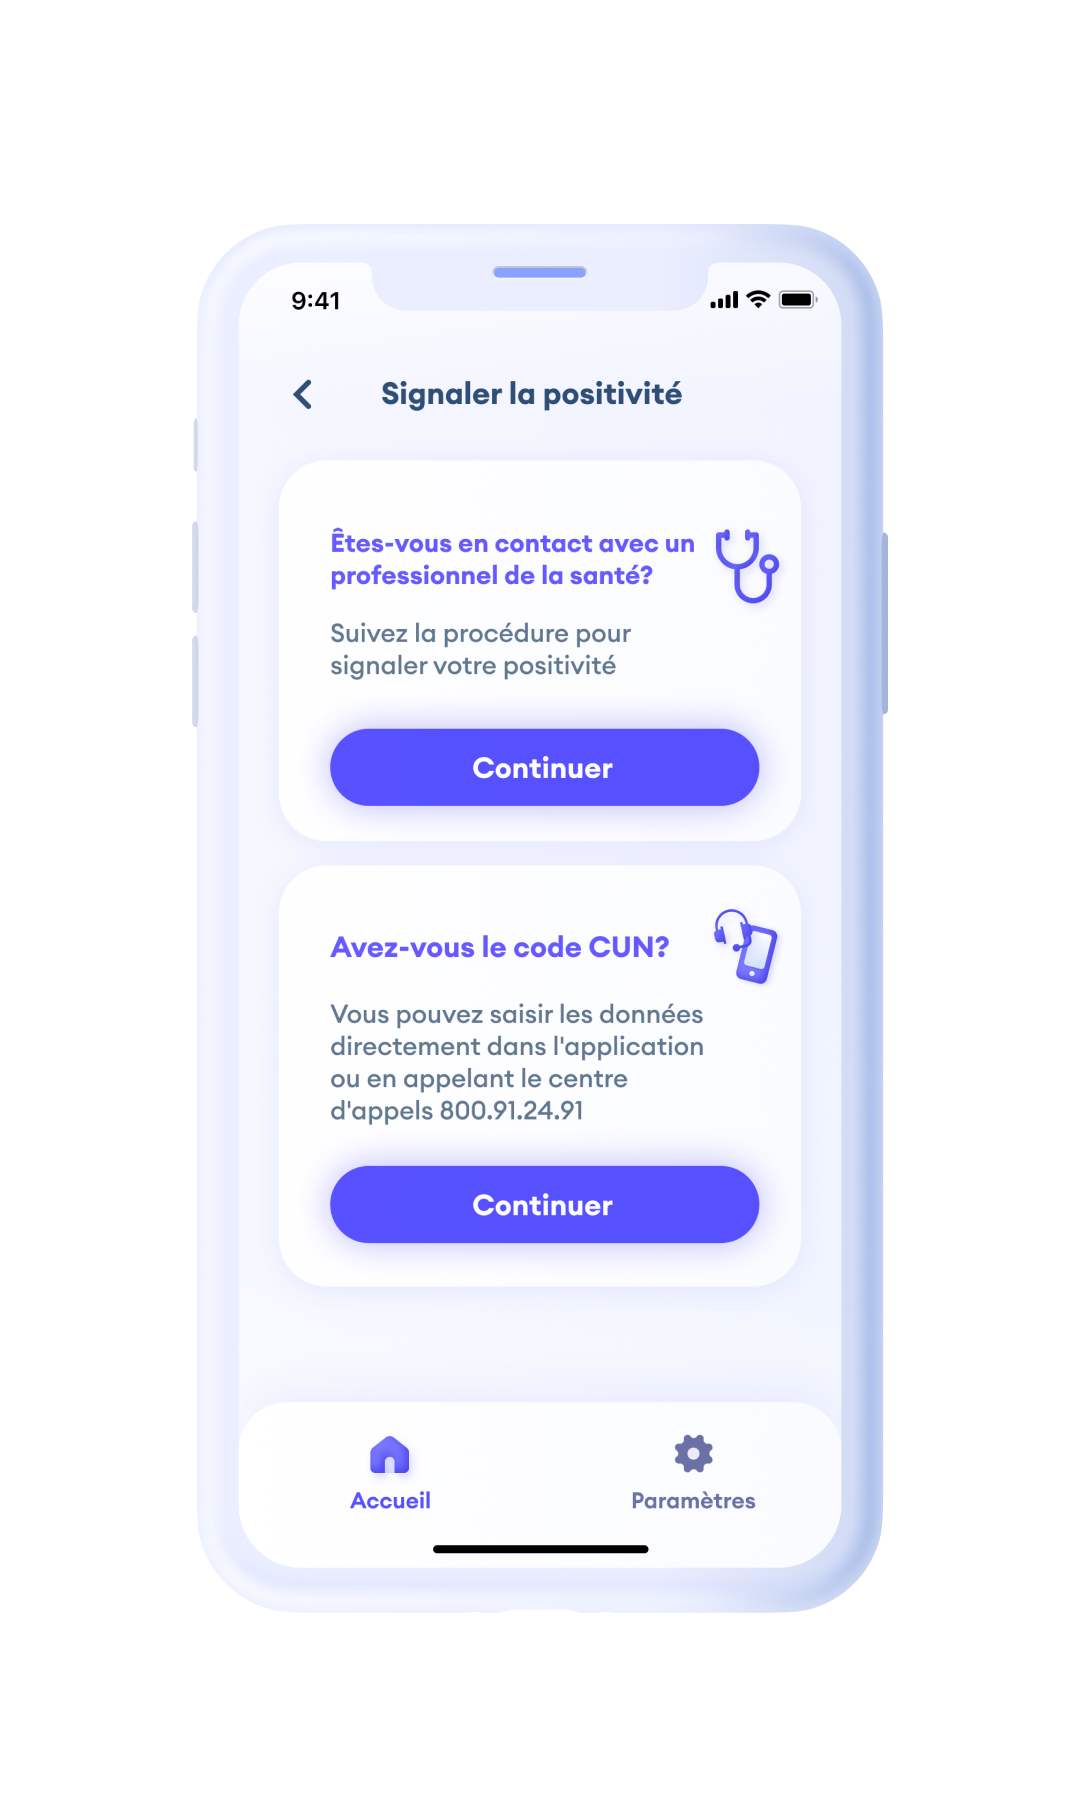 9:41
Signaler la positivité
Êtes-vous en contact avec un
professionnel de la santé?
Suivez la procédure pour
signaler votre positivité
Continuer
Avez-vous le code CUN?
Vous pouvez saisir les données
directement dans l'application
ou en appelant le centre
d'appels 800.91.24.91
Continuer
Accueil
Paramètres